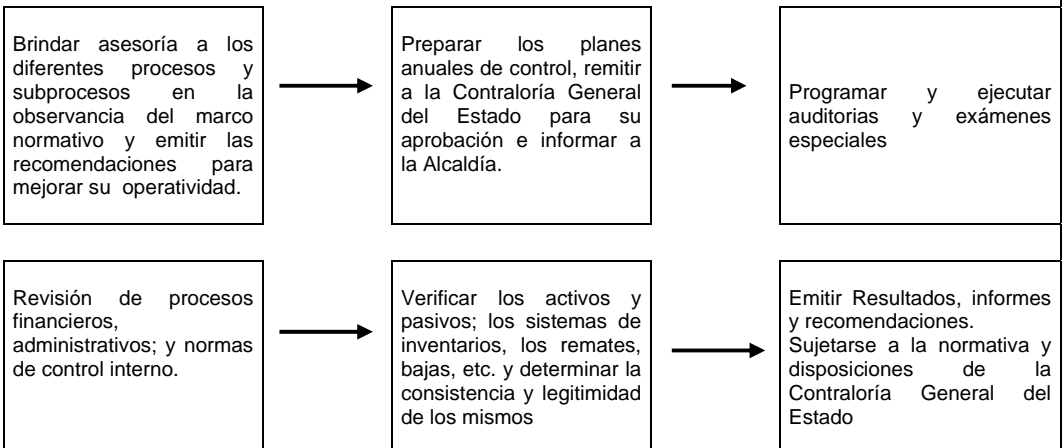 Brindar asesoría a los
diferentes procesos y
subprocesos en la
observancia del marco
normativo y emitir las
recomendaciones para
mejorar su operatividad.
Preparar los planes
anuales de control, remitir
a la Contraloría General
del Estado para su
aprobación e informar a
la Alcaldía.
Programar y ejecutar
auditorias y exámenes
especiales
Revisión de procesos
financieros,
administrativos; y normas
de control interno.
Verificar los activos y
pasivos; los sistemas de
inventarios, los remates,
bajas, etc. y determinar la
consistencia y legitimidad
de los mismos
Emitir Resultados, informes
y recomendaciones.
Sujetarse a la normativa y
disposiciones de la
Contraloría General del
Estado